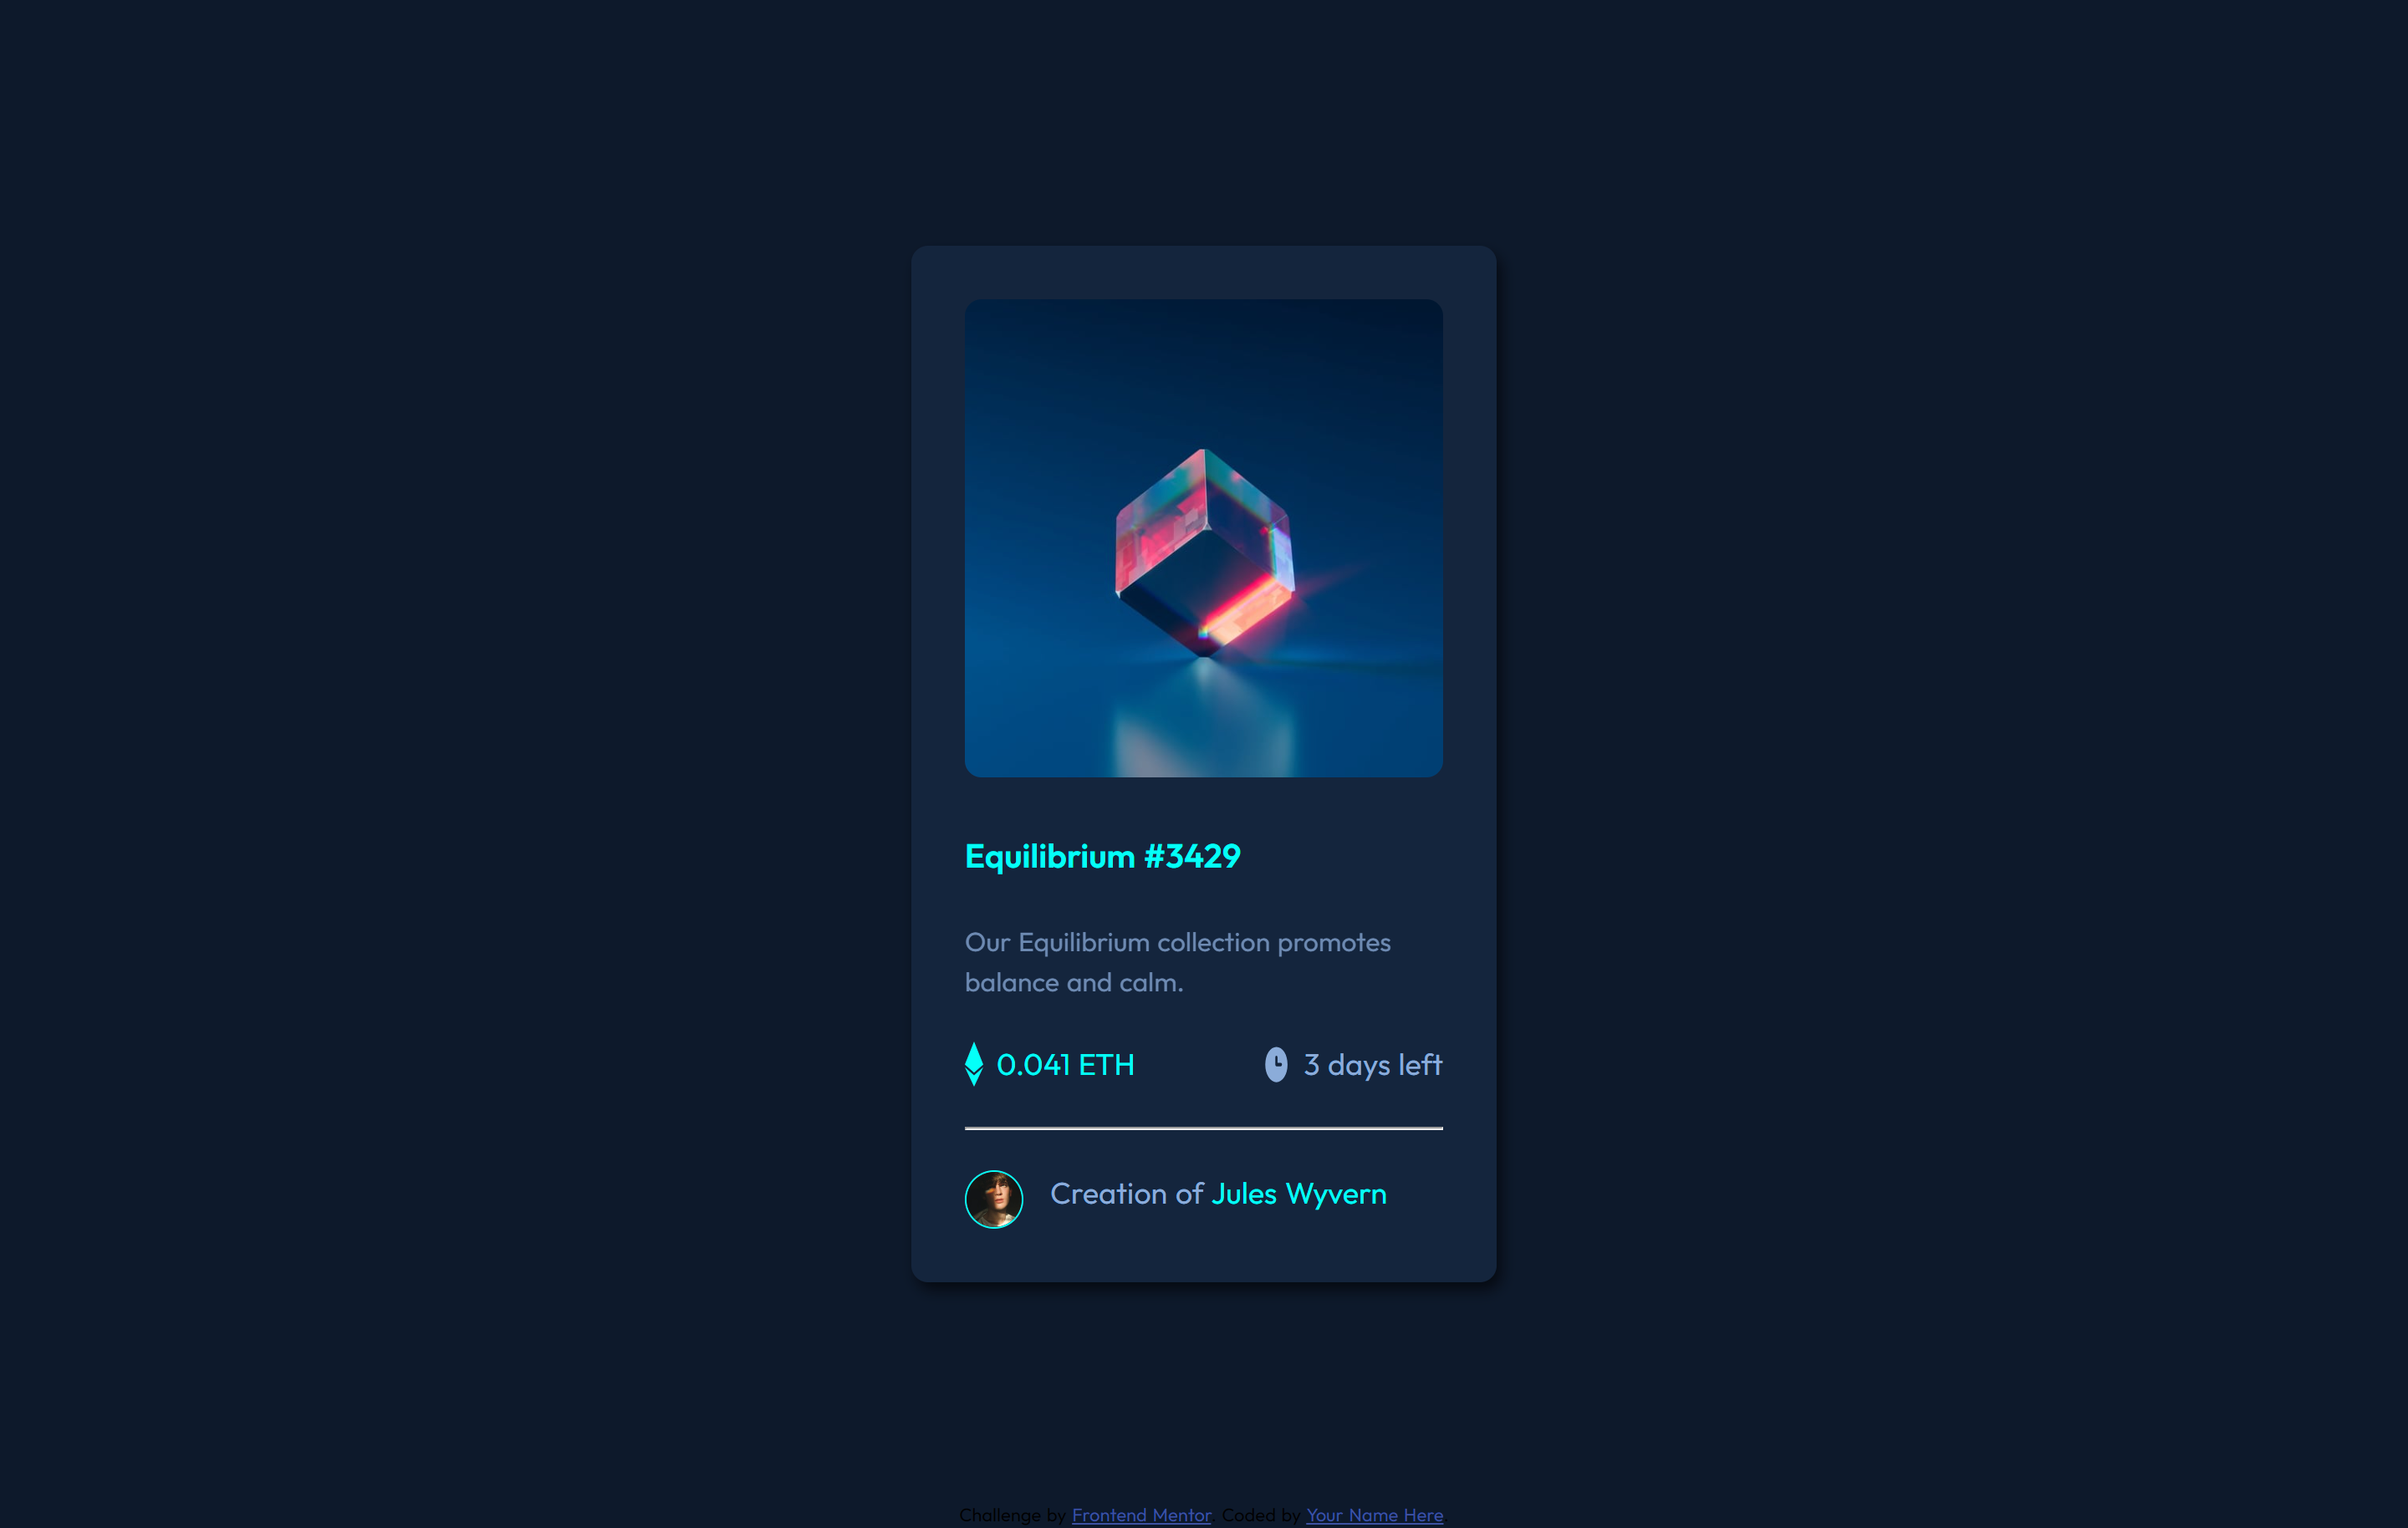 Equilibrium #3429
Our Equilibrium collection promotes
balance and calm.
0.041 ETH 3 days left
Creation of Jules Wyvern
Challenge by Frontend Mentor. Coded by Your Name Here.